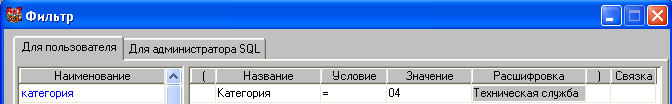 Фильтр
Для пользователя Для администратора SQL
Наименование ( Название Условие Значение Расшифровка ) Связка
категория Категория = 04 Техническая служба